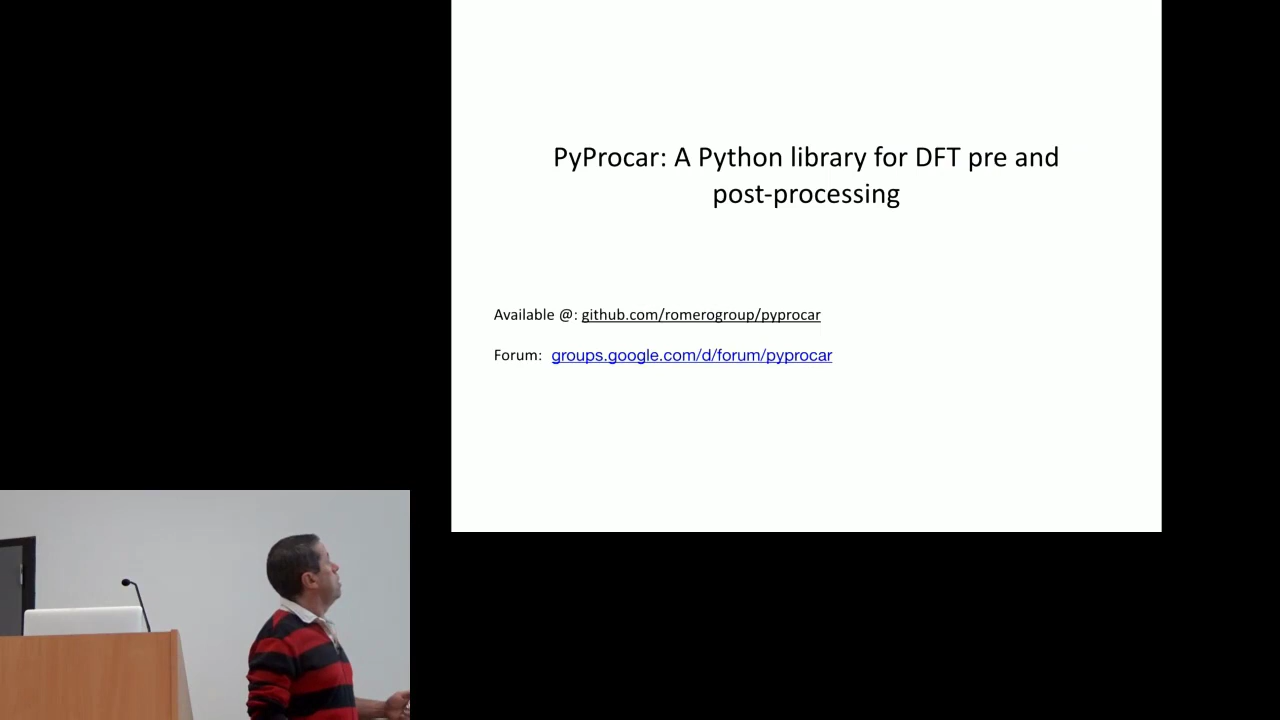 PyProcar: A Python library for DFT pre and
post-processing
Available @: github.com/romerogroup/pyprocar
Forum: groups.google.com/d/forum/pyprocar